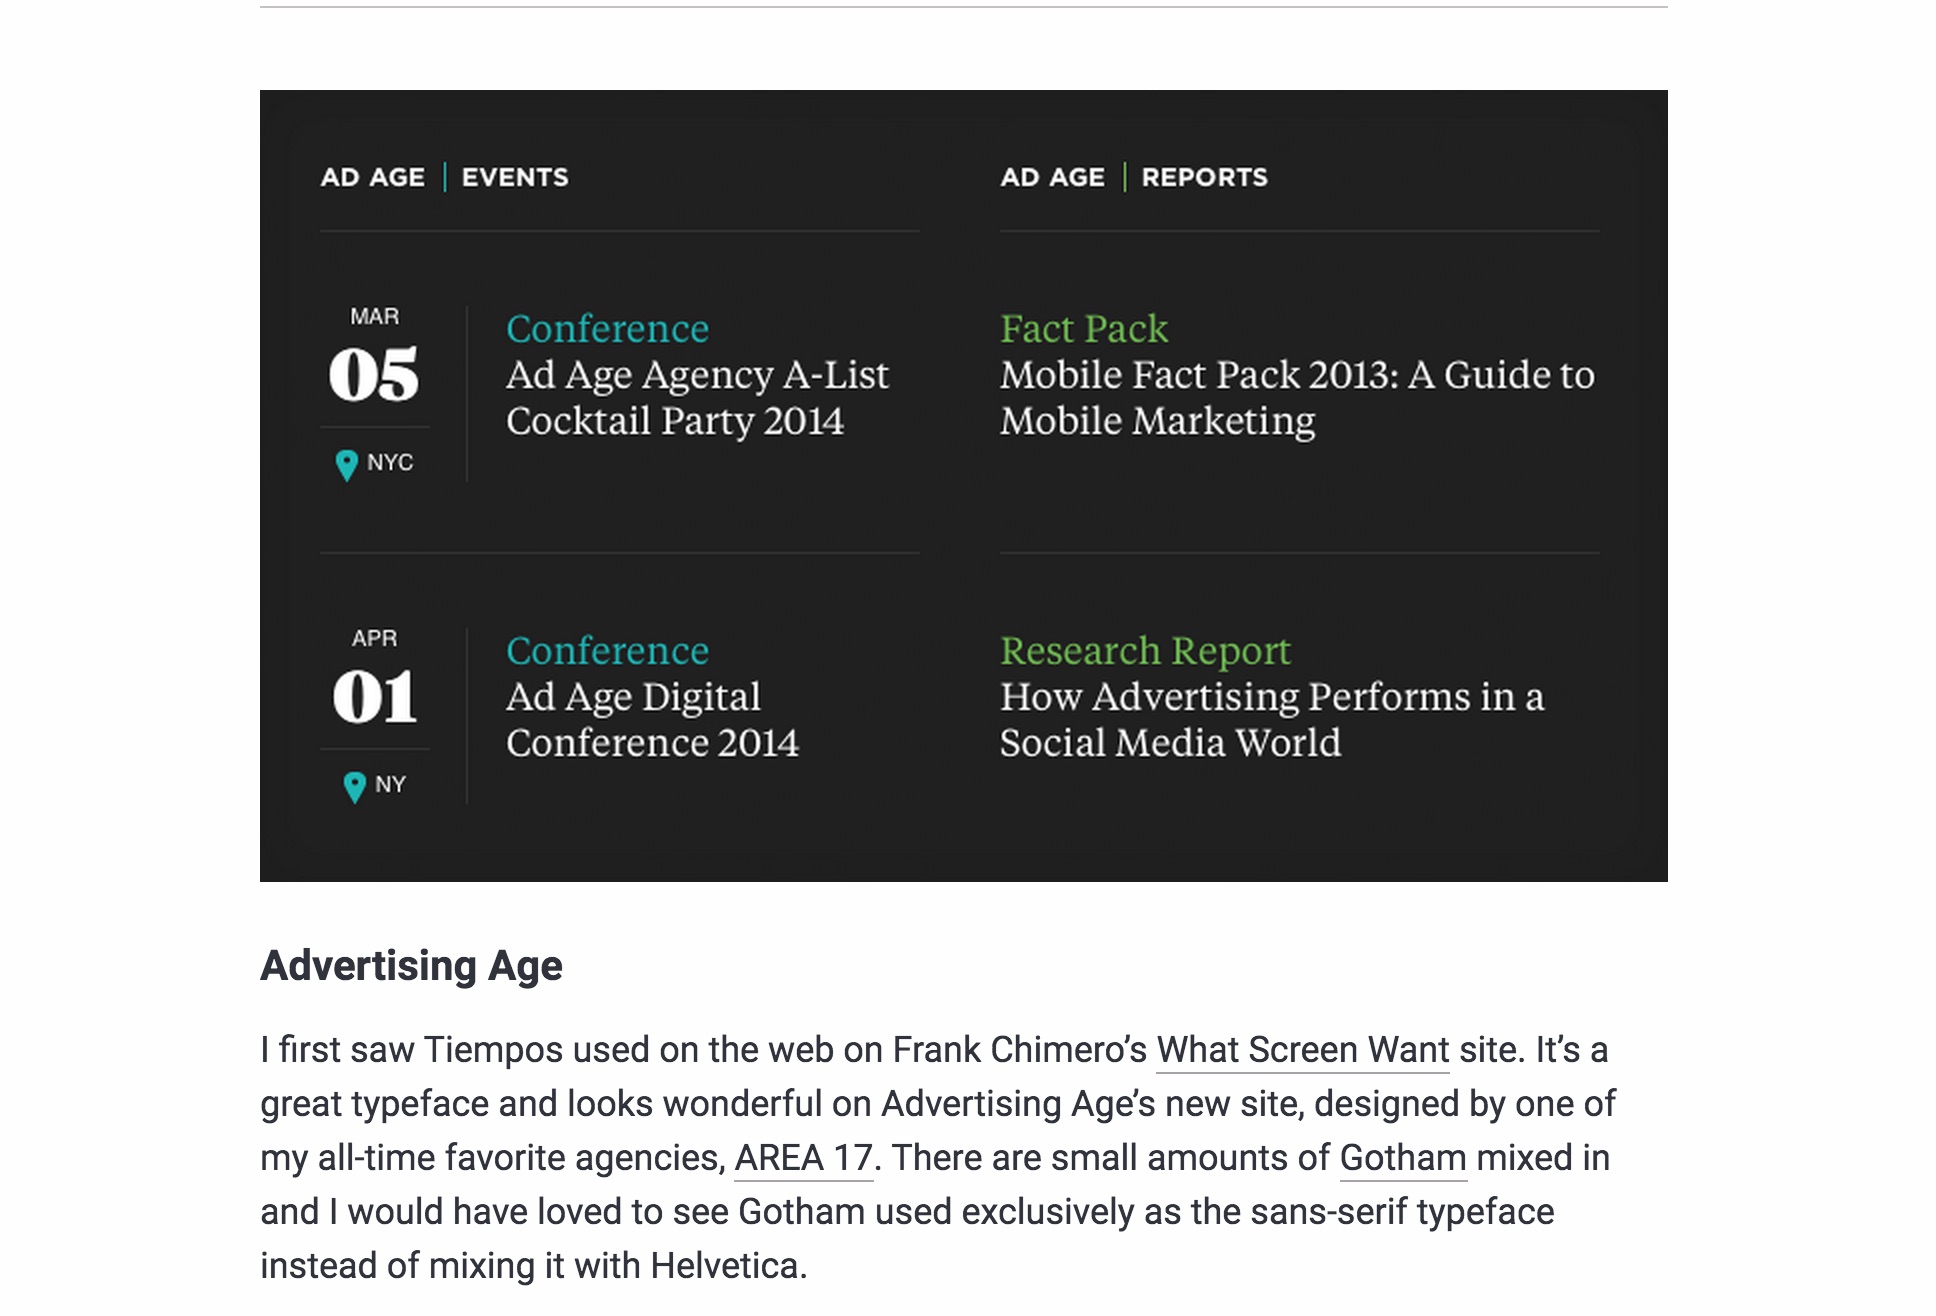 AD AGE | EVENTS
MAR
05
NYC
Conference
Ad Age Agency A-List
Cocktail Party 2014
APR
01
NY
Conference
Ad Age Digital
Conference 2014
AD AGE | REPORTS
Fact Pack
Mobile Fact Pack 2013: A Guide to
Mobile Marketing
Research Report
How Advertising Performs in a
Social Media World
Advertising Age
I first saw Tiempos used on the web on Frank Chimero’s What Screen Want site. It’s a
great typeface and looks wonderful on Advertising Age’s new site, designed by one of
my all-time favorite agencies, AREA 17. There are small amounts of Gotham mixed in
and I would have loved to see Gotham used exclusively as the sans-serif typeface
instead of mixing it with Helvetica.